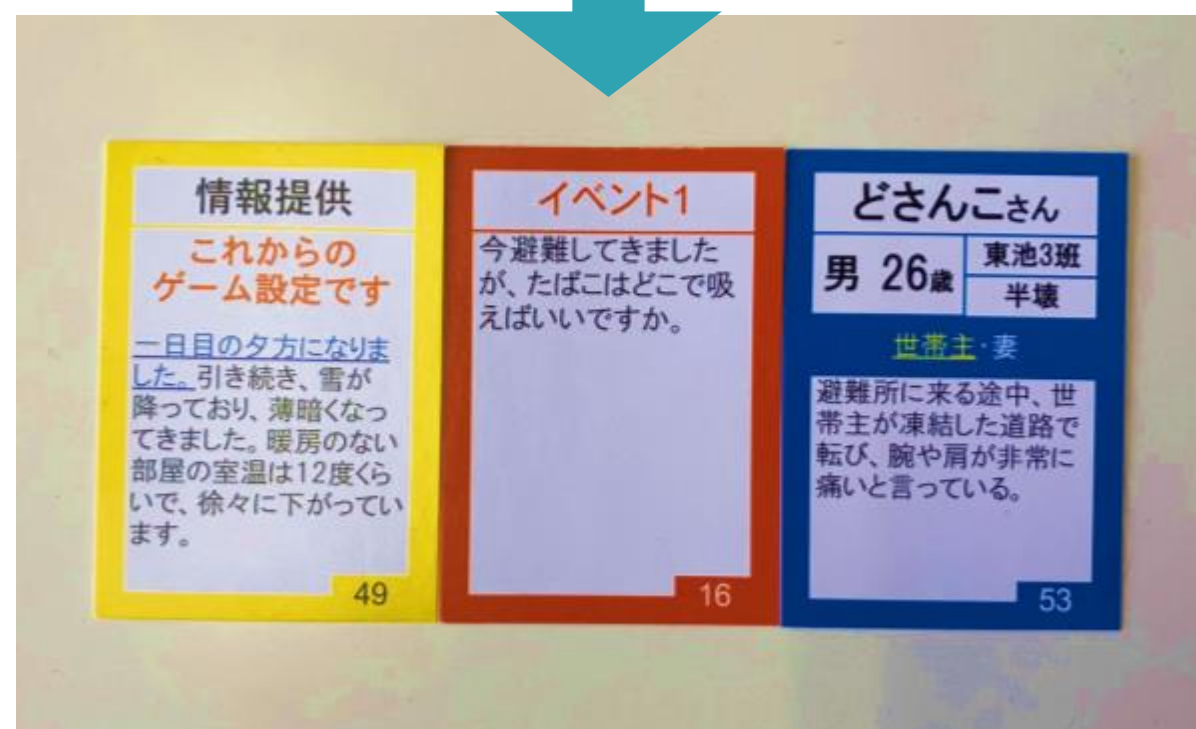 情報提供
これからの
ゲーム設定です
一日目の夕方になりま
した。引き続き、雪が
降っており、薄暗くなっ
てきました。暖房のない
部屋の室温は12度くら
いで、徐々に下がってい
ます。
49
イベント1
今避難してきました
が、たばこはどこで吸
えばいいですか。
16
どさんこさん
男 26歳
東池3班
半壊
世帯主・妻
避難所に来る途中、世
帯主が凍結した道路で
転び、腕や肩が非常に
痛いと言っている。
53